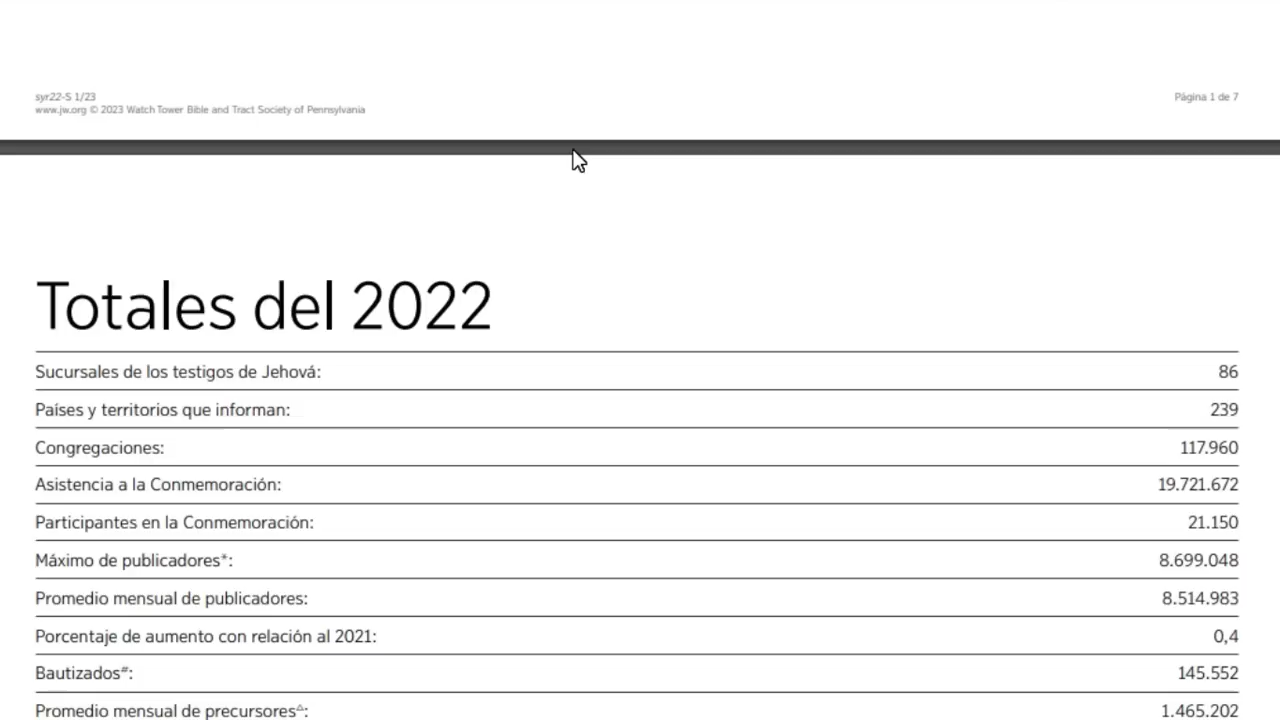 syr22-S 1/23
www.jw.org © 2023 Watch Tower Bible and Tract Society of Pennsylvania
Página 1 de 7
Totales del 2022
Sucursales de los testigos de Jehová: 86
Países y territorios que informan: 239
Congregaciones: 117.960
Asistencia a la Conmemoración: 19.721.672
Participantes en la Conmemoración: 21.150
Máximo de publicadores*: 8.699.048
Promedio mensual de publicadores: 8.514.983
Porcentaje de aumento con relación al 2021: 0,4
Bautizados#: 145.552
Promedio mensual de precursores△: 1.465.202